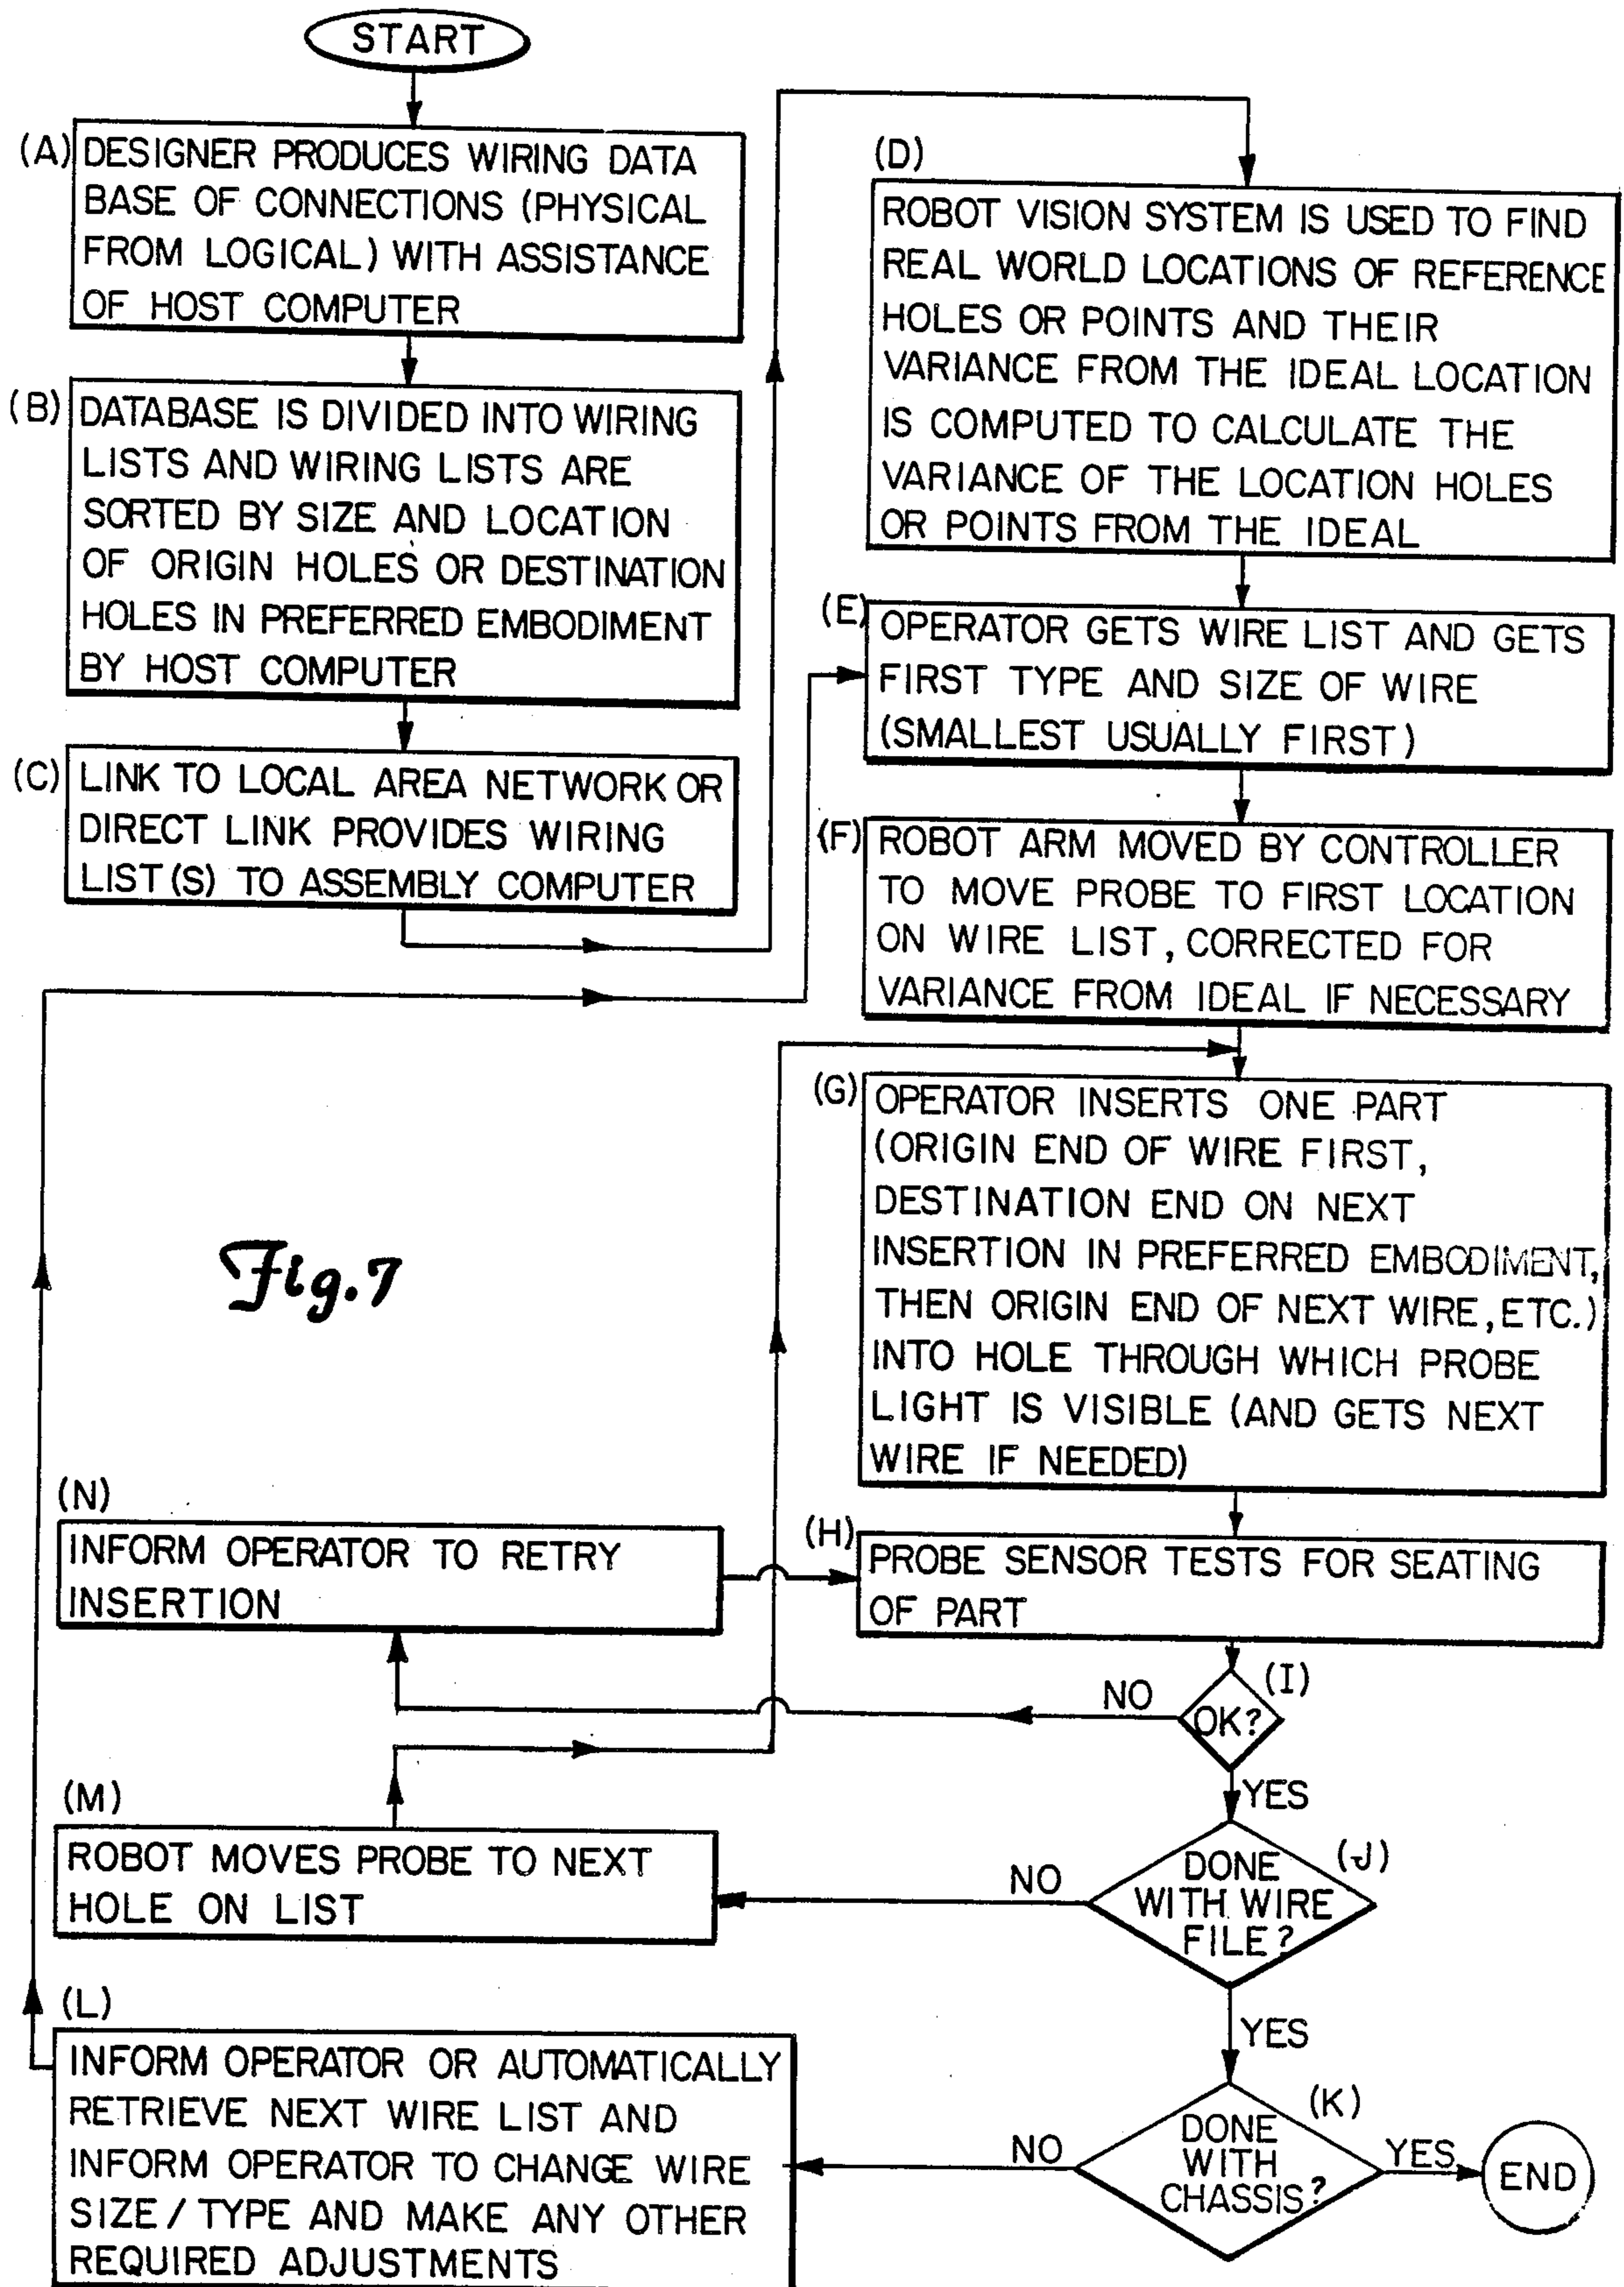 START
(A) DESIGNER PRODUCES WIRING DATA
BASE OF CONNECTIONS (PHYSICAL
FROM LOGICAL) WITH ASSISTANCE
OF HOST COMPUTER
(B) DATABASE IS DIVIDED INTO WIRING
LISTS AND WIRING LISTS ARE
SORTED BY SIZE AND LOCATION
OF ORIGIN HOLES OR DESTINATION
HOLES IN PREFERRED EMBODIMENT
BY HOST COMPUTER
(C) LINK TO LOCAL AREA NETWORK OR
DIRECT LINK PROVIDES WIRING
LIST(S) TO ASSEMBLY COMPUTER
(D)
ROBOT VISION SYSTEM IS USED TO FIND
REAL WORLD LOCATIONS OF REFERENCE
HOLES OR POINTS AND THEIR
VARIANCE FROM THE IDEAL LOCATION
IS COMPUTED TO CALCULATE THE
VARIANCE OF THE LOCATION HOLES
OR POINTS FROM THE IDEAL
(E) OPERATOR GETS WIRE LIST AND GETS
FIRST TYPE AND SIZE OF WIRE
(SMALLEST USUALLY FIRST)
(F) ROBOT ARM MOVED BY CONTROLLER
TO MOVE PROBE TO FIRST LOCATION
ON WIRE LIST, CORRECTED FOR
VARIANCE FROM IDEAL IF NECESSARY
(G) OPERATOR INSERTS ONE PART
(ORIGIN END OF WIRE FIRST,
DESTINATION END ON NEXT
INSERTION IN PREFERRED EMBODIMENT,
THEN ORIGIN END OF NEXT WIRE, ETC.)
INTO HOLE THROUGH WHICH PROBE
LIGHT IS VISIBLE (AND GETS NEXT
WIRE IF NEEDED)
Fig. 7
(H) PROBE SENSOR TESTS FOR SEATING
OF PART
(I)
OK?
NO
YES
(N)
INFORM OPERATOR TO RETRY
INSERTION
(J)
DONE
WITH WIRE
FILE?
NO
YES
(M)
ROBOT MOVES PROBE TO NEXT
HOLE ON LIST
(K)
DONE
WITH
CHASSIS?
NO
YES
END
(L)
INFORM OPERATOR OR AUTOMATICALLY
RETRIEVE NEXT WIRE LIST AND
INFORM OPERATOR TO CHANGE WIRE
SIZE / TYPE AND MAKE ANY OTHER
REQUIRED ADJUSTMENTS